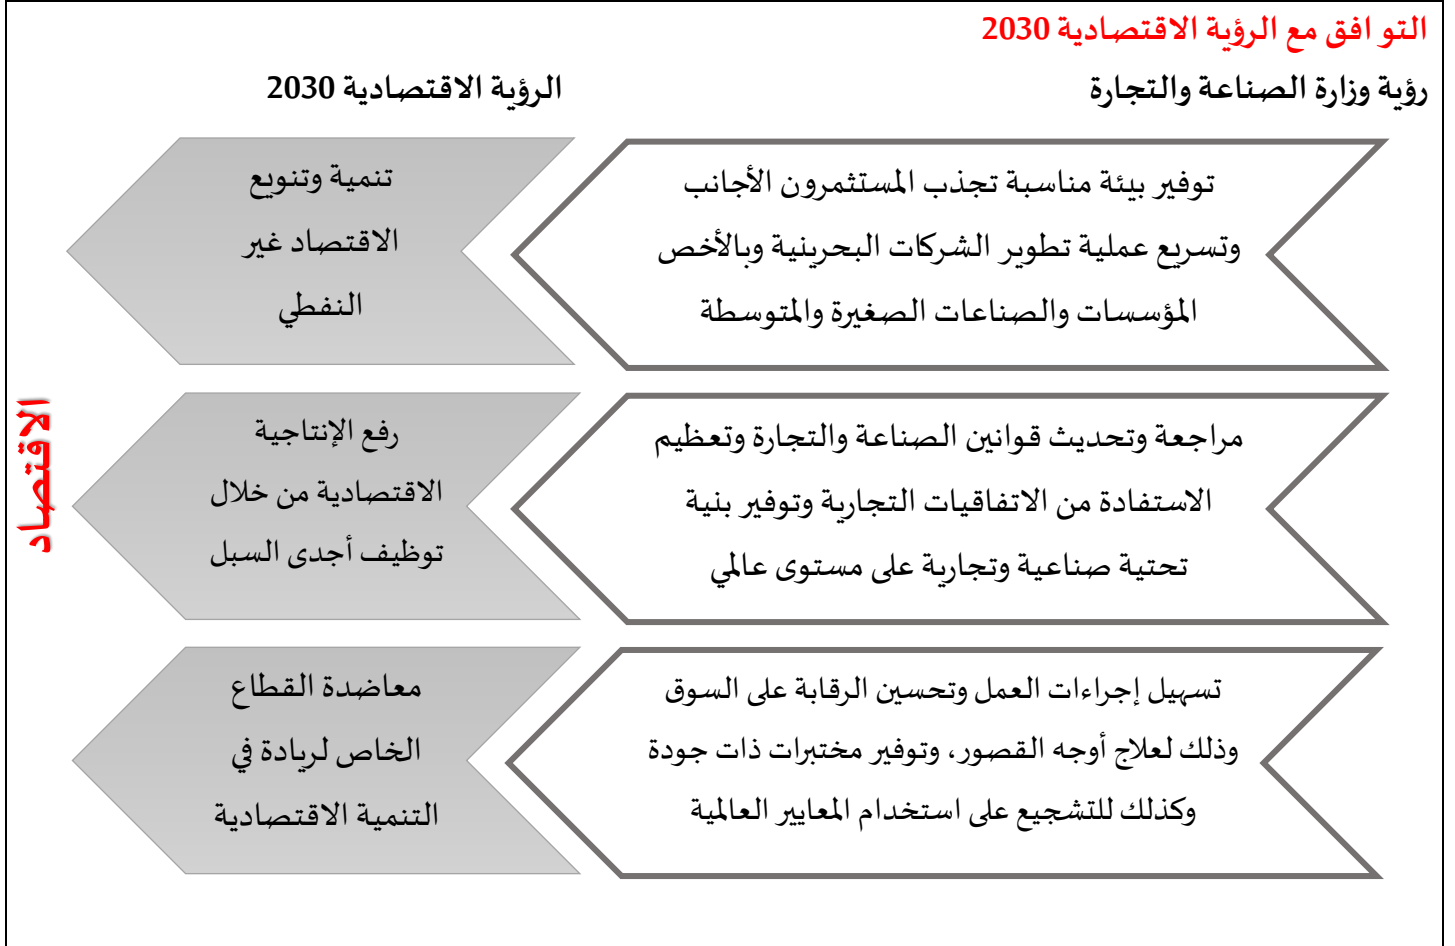 التوافق مع الرؤية الاقتصادية 2030
رؤية وزارة الصناعة والتجارة
الرؤية الاقتصادية 2030
توفير بيئة مناسبة تجذب المستثمرون الأجانب
وتسريع عملية تطوير الشركات البحرينية وبالأخص
المؤسسات والصناعات الصغيرة والمتوسطة
تنمية وتنويع
الاقتصاد غير
النفطي
مراجعة وتحديث قوانين الصناعة والتجارة وتعظيم
الاستفادة من الاتفاقيات التجارية وتوفير بنية
تحتية صناعية وتجارية على مستوى عالمي
رفع الإنتاجية
الاقتصادية من خلال
توظيف أجدى السبل
تسهيل إجراءات العمل وتحسين الرقابة على السوق
وذلك لعلاج أوجه القصور، وتوفير مختبرات ذات جودة
وكذلك للتشجيع على استخدام المعايير العالمية
معاضدة القطاع
الخاص لريادة في
التنمية الاقتصادية
الاقتصاد